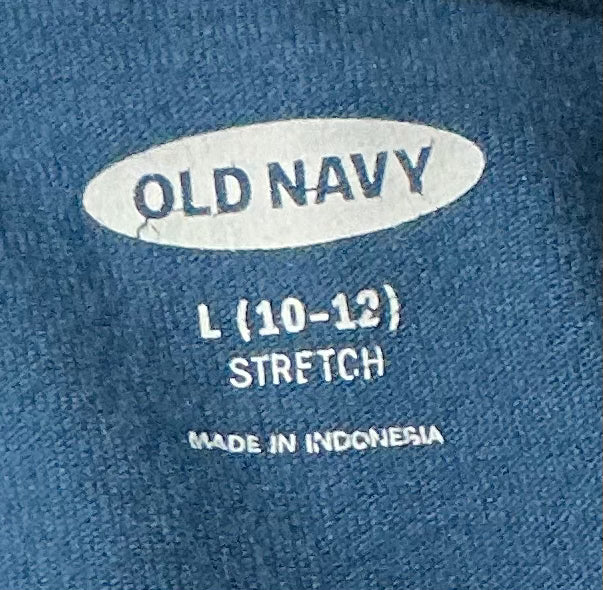 OLD NAVY
L (10-12)
STRETCH
MADE IN INDONESIA